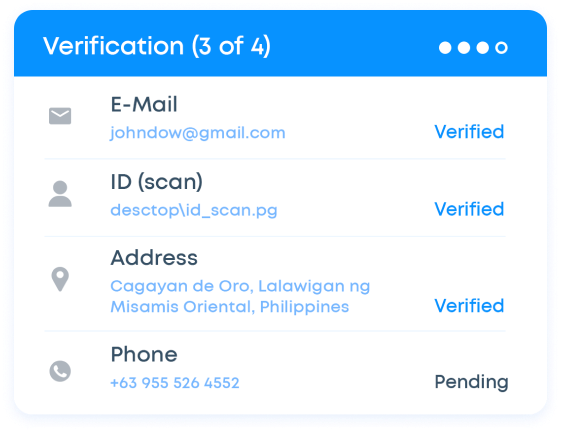 Verification (3 of 4)
E-Mail
johndow@gmail.com
Verified
ID (scan)
desctop\id_scan.pg
Verified
Address
Cagayan de Oro, Lalawigan ng
Misamis Oriental, Philippines
Verified
Phone
+63 955 526 4552
Pending